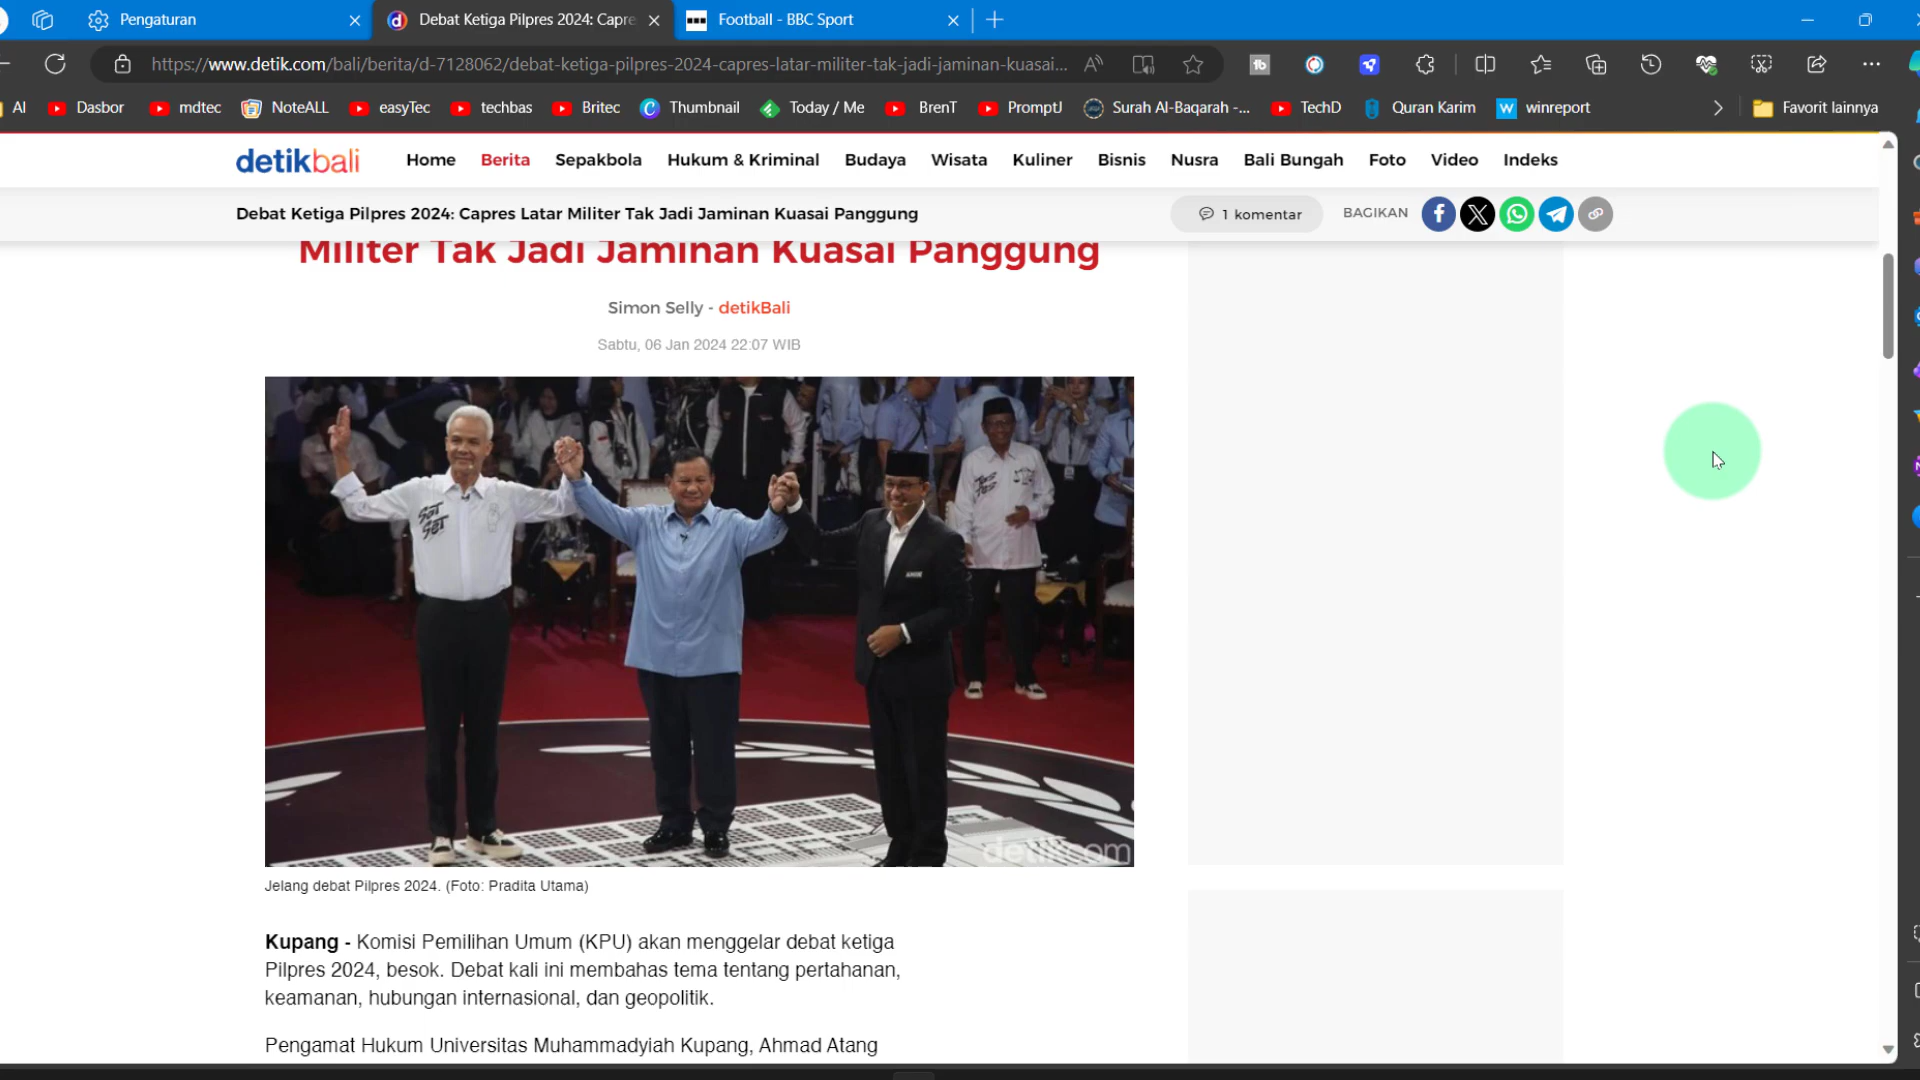 Pengaturan
Debat Ketiga Pilpres 2024: Capre
Football - BBC Sport
https://www.detik.com/bali/berita/d-7128062/debat-ketiga-pilpres-2024-capres-latar-militer-tak-jadi-jaminan-kuasai...
AI Dasbor mdtec NoteALL easyTec techbas Britec Thumbnail Today / Me BrenT PromptJ Surah Al-Baqarah -... TechD Quran Karim winreport Favorit lainnya
detikbali Home Berita Sepakbola Hukum & Kriminal Budaya Wisata Kuliner Bisnis Nusra Bali Bungah Foto Video Indeks
Debat Ketiga Pilpres 2024: Capres Latar Militer Tak Jadi Jaminan Kuasai Panggung 1 komentar BAGIKAN
Militer Tak Jadi Jaminan Kuasai Panggung
Simon Selly - detikBali
Sabtu, 06 Jan 2024 22:07 WIB
SAT
SET
detikcom
Jelang debat Pilpres 2024. (Foto: Pradita Utama)
Kupang - Komisi Pemilihan Umum (KPU) akan menggelar debat ketiga
Pilpres 2024, besok. Debat kali ini membahas tema tentang pertahanan,
keamanan, hubungan internasional, dan geopolitik.
Pengamat Hukum Universitas Muhammadyiah Kupang, Ahmad Atang